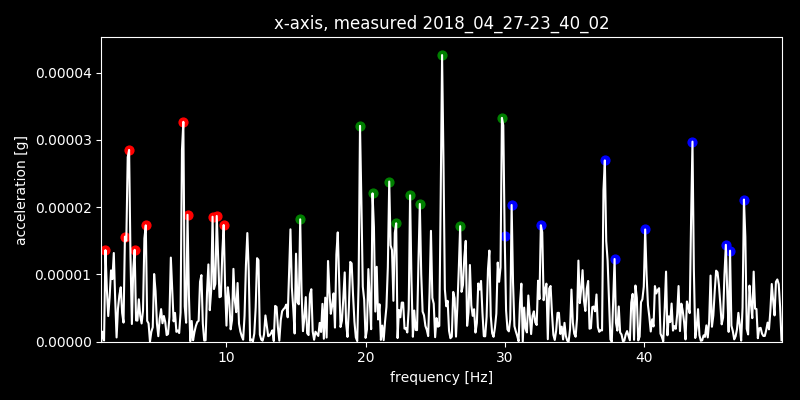 x-axis, measured 2018_04_27-23_40_02
0.00004
0.00003
0.00002
0.00001
0.00000
acceleration [g]
10 20 30 40
frequency [Hz]